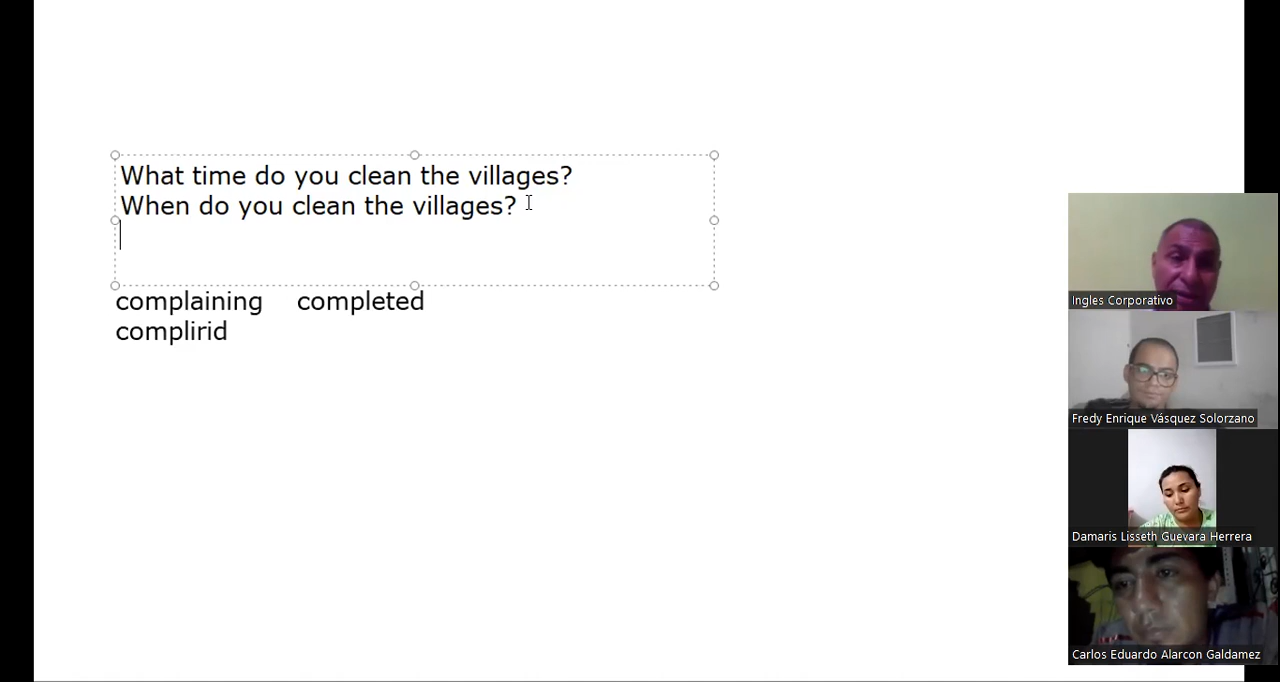 What time do you clean the villages?
When do you clean the villages?
complaining completed
complirid
Ingles Corporativo
Fredy Enrique Vásquez Solorzano
Damaris Lisseth Guevara Herrera
Carlos Eduardo Alarcon Galdamez